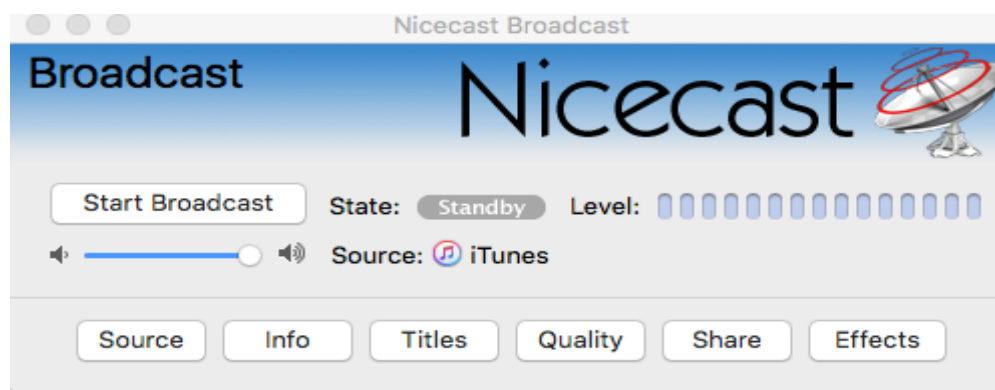 Nicecast Broadcast
Broadcast
Nicecast
Start Broadcast State: Standby Level:
Source: iTunes
Source Info Titles Quality Share Effects